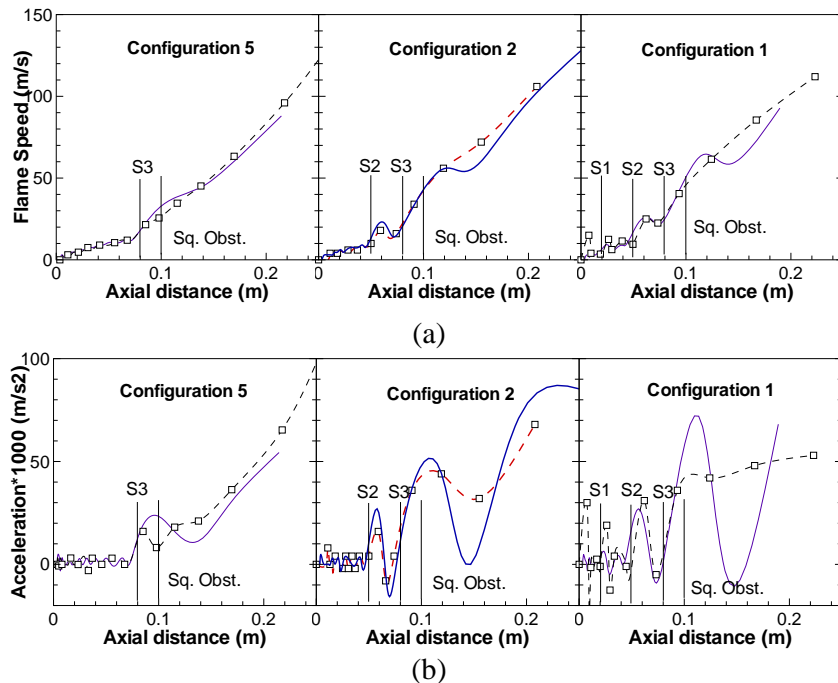 150
100
50
0
Flame Speed (m/s)
Configuration 5
Configuration 2
Configuration 1
S3
Sq. Obst.
S2
S3
Sq. Obst.
S1
S2
S3
Sq. Obst.
0
0.1
0.2
0
0.1
0.2
0
0.1
0.2
Axial distance (m)
Axial distance (m)
Axial distance (m)
(a)
100
50
0
Acceleration*1000 (m/s2)
Configuration 5
Configuration 2
Configuration 1
S3
Sq. Obst.
S2
S3
Sq. Obst.
S1
S2
S3
Sq. Obst.
0
0.1
0.2
0
0.1
0.2
0
0.1
0.2
Axial distance (m)
Axial distance (m)
Axial distance (m)
(b)